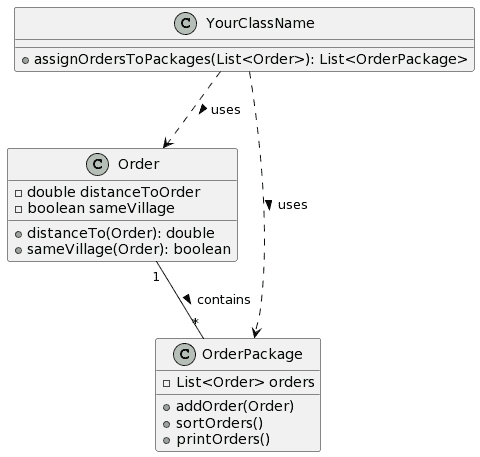 C YourClassName
assignOrdersToPackages(List<Order>): List<OrderPackage>
uses
C Order
double distanceToOrder
boolean sameVillage
distanceTo(Order): double
sameVillage(Order): boolean
uses
1
contains
*
C OrderPackage
List<Order> orders
addOrder(Order)
sortOrders()
printOrders()